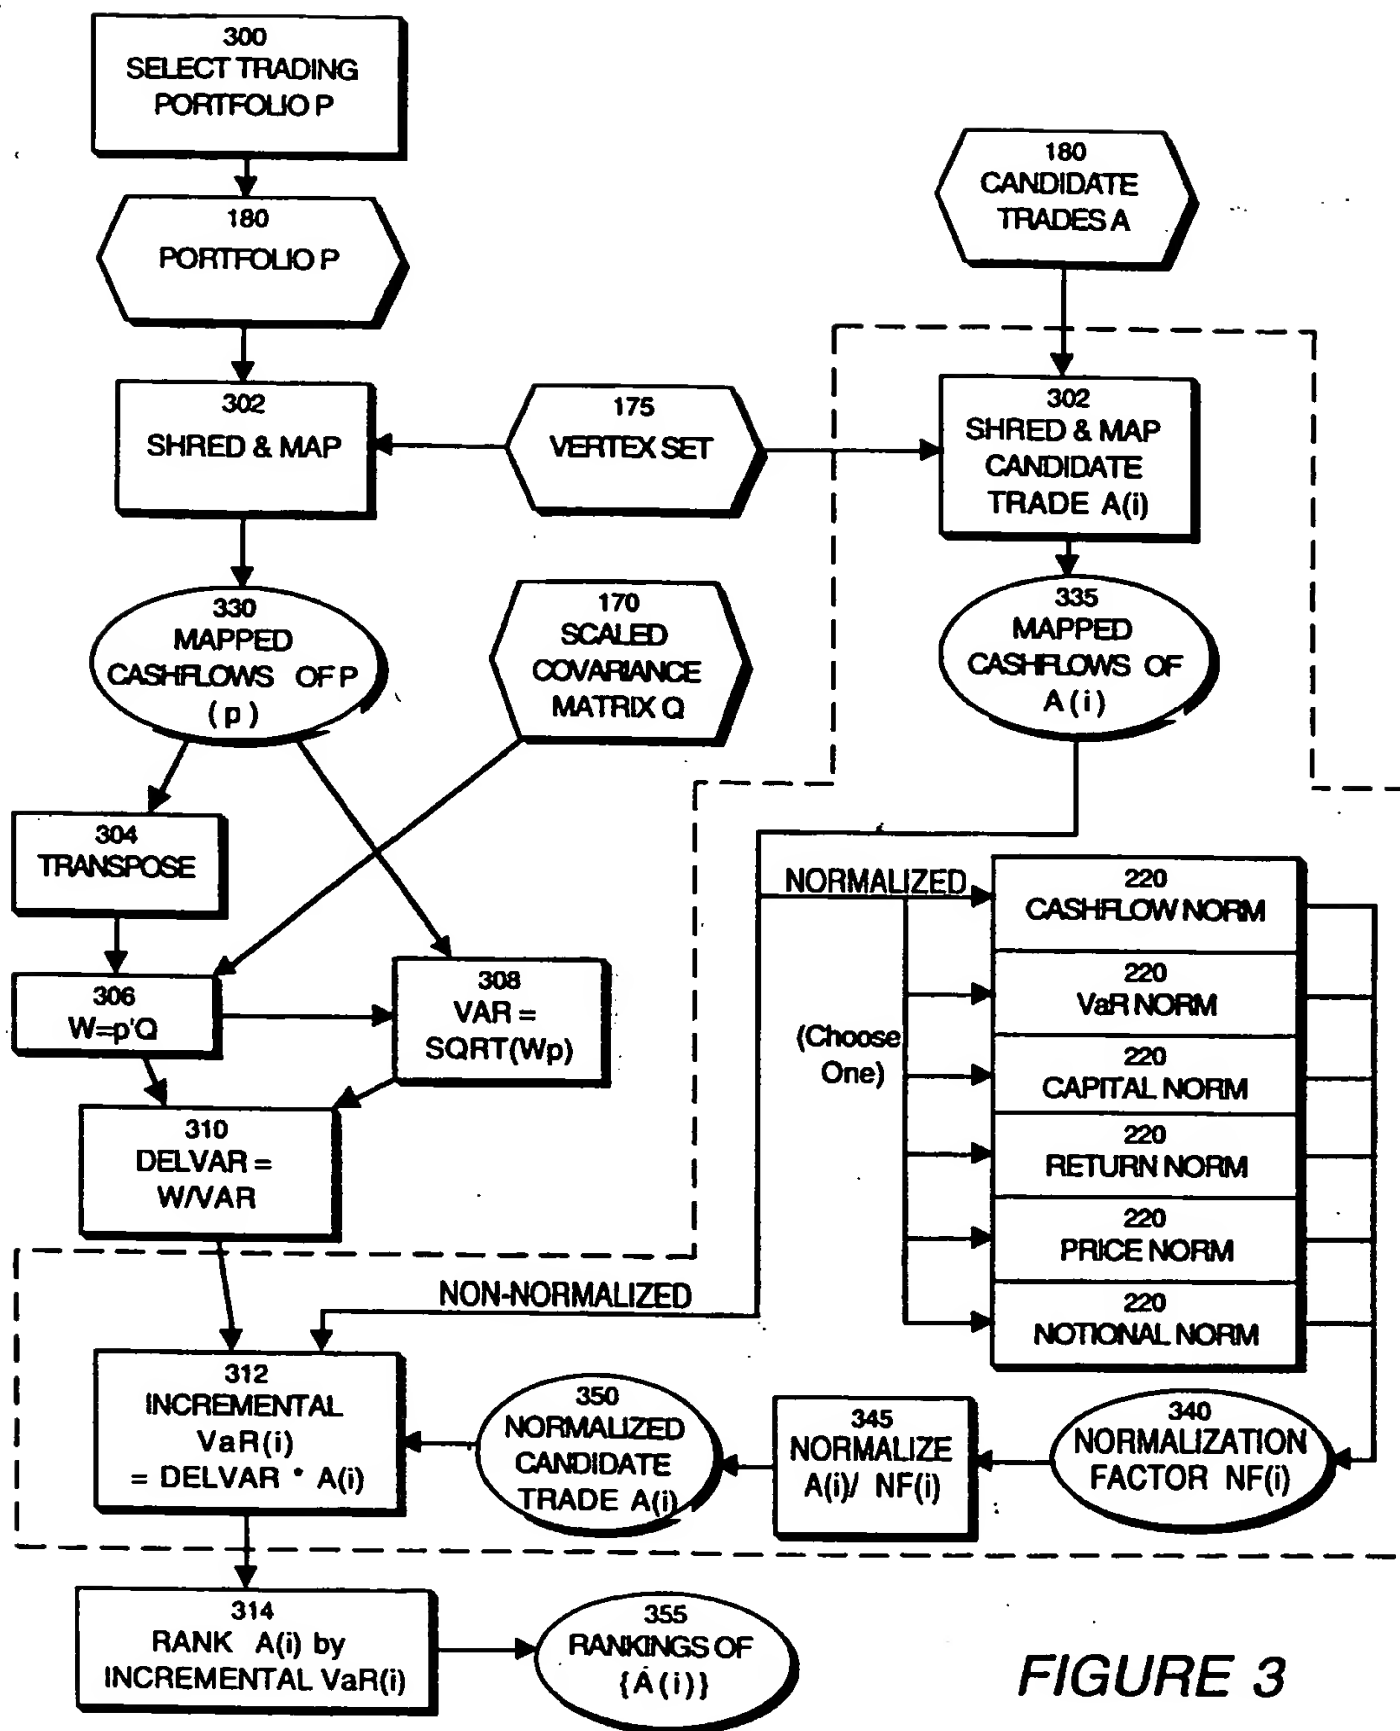 300
SELECT TRADING
PORTFOLIO P
180
PORTFOLIO P
180
CANDIDATE
TRADES A
302
SHRED & MAP
175
VERTEX SET
302
SHRED & MAP
CANDIDATE
TRADE A(i)
330
MAPPED
CASHFLOWS OF P
(p)
170
SCALED
COVARIANCE
MATRIX Q
335
MAPPED
CASHFLOWS OF
A(i)
304
TRANSPOSE
306
W=p'Q
308
VAR =
SQRT(Wp)
310
DELVAR =
W/VAR
NORMALIZED
(Choose
One)
220
CASHFLOW NORM
220
VaR NORM
220
CAPITAL NORM
220
RETURN NORM
220
PRICE NORM
220
NOTIONAL NORM
NON-NORMALIZED
312
INCREMENTAL
VaR(i)
= DELVAR * A(i)
350
NORMALIZED
CANDIDATE
TRADE A(i)
345
NORMALIZE
A(i)/ NF(i)
340
NORMALIZATION
FACTOR NF(i)
314
RANK A(i) by
INCREMENTAL VaR(i)
355
RANKINGS OF
{A(i)}
FIGURE 3